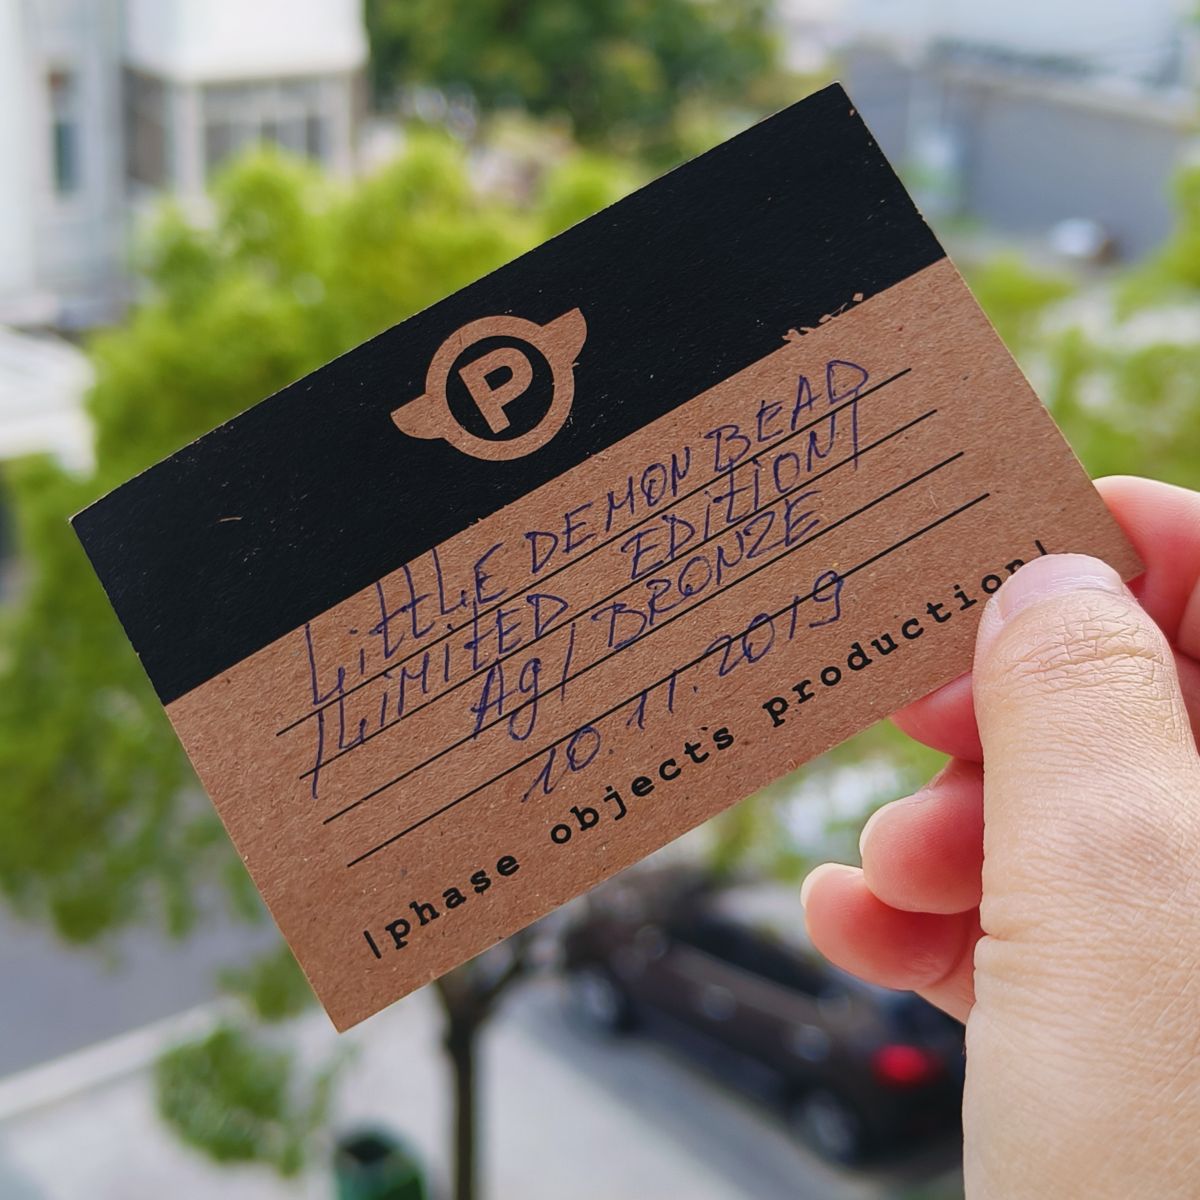 P
LittLE DEMON BEAD
|LiMitED EDitiON|
Ag / BRONZE
10.11.2019
|phase objects production|